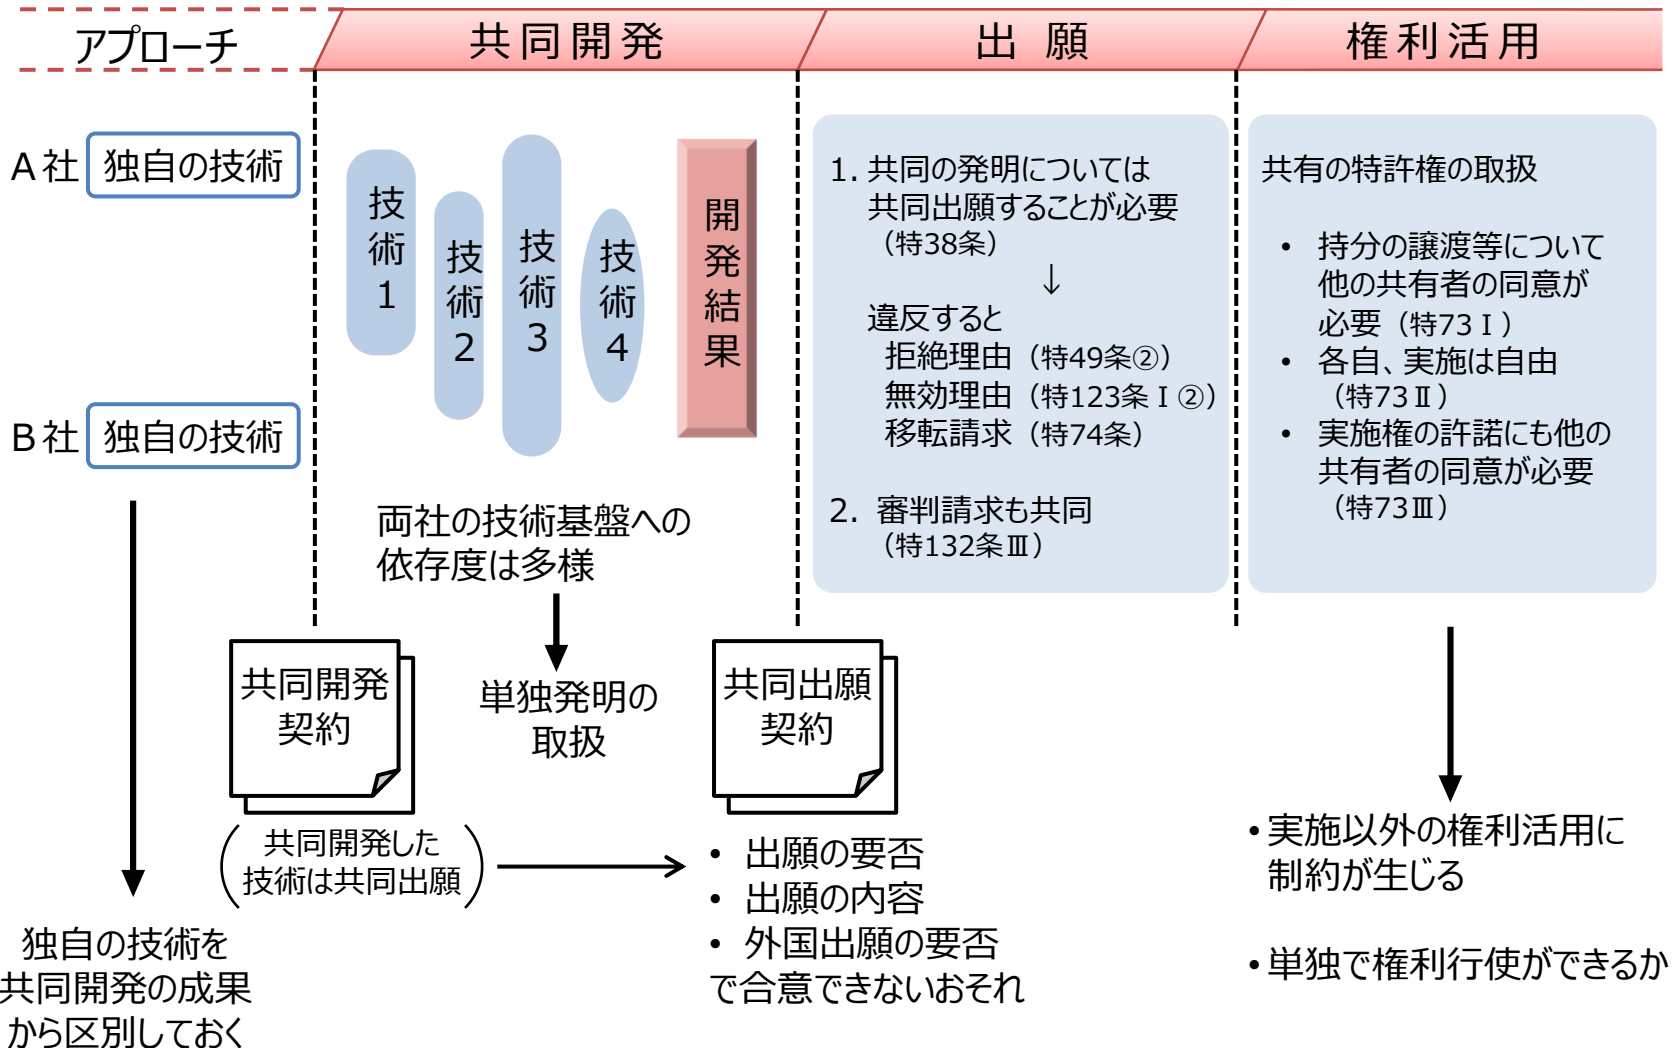 アプローチ
共同開発
出 願
権利活用
A社 独自の技術
B社 独自の技術
技術1
技術2
技術3
技術4
開発結果
両社の技術基盤への
依存度は多様
単独発明の
取扱
1. 共同の発明については
共同出願することが必要
（特38条）
↓
違反すると
拒絶理由（特49条②）
無効理由（特123条Ⅰ②）
移転請求（特74条）
2. 審判請求も共同
（特132条Ⅲ）
共有の特許権の取扱
• 持分の譲渡等について
他の共有者の同意が
必要（特73Ⅰ）
• 各自、実施は自由
（特73Ⅱ）
• 実施権の許諾にも他の
共有者の同意が必要
（特73Ⅲ）
共同開発
契約
共同出願
契約
（共同開発した
技術は共同出願）
• 出願の要否
• 出願の内容
• 外国出願の要否
で合意できないおそれ
独自の技術を
共同開発の成果
から区別しておく
•実施以外の権利活用に
制約が生じる
•単独で権利行使ができるか